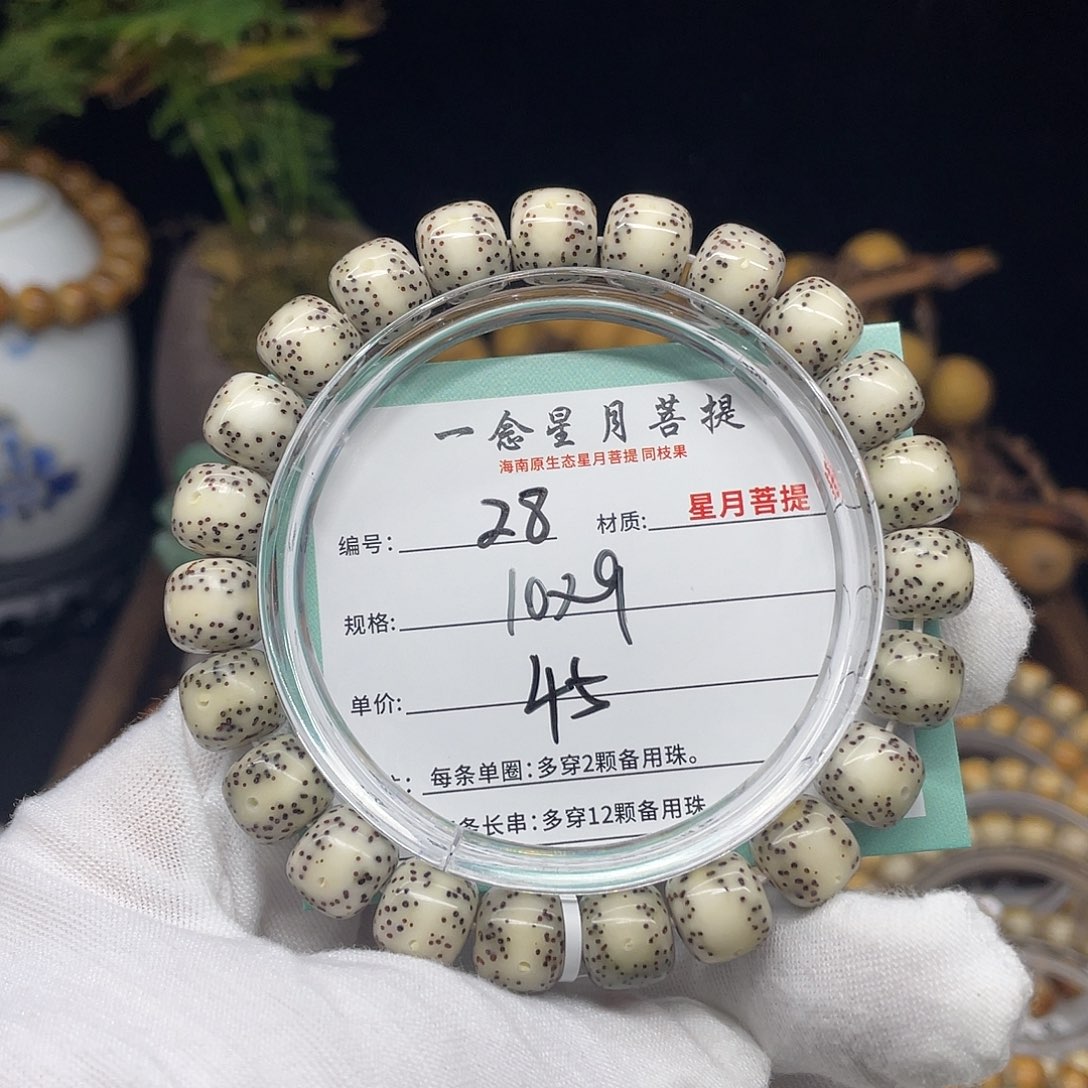 一念星月菩提
海南原生态星月菩提 同枝果
编号: 28 材质: 星月菩提
规格: 10x9
单价: 45
: 每条单圈:多穿2颗备用珠。
条长串:多穿12颗备用珠